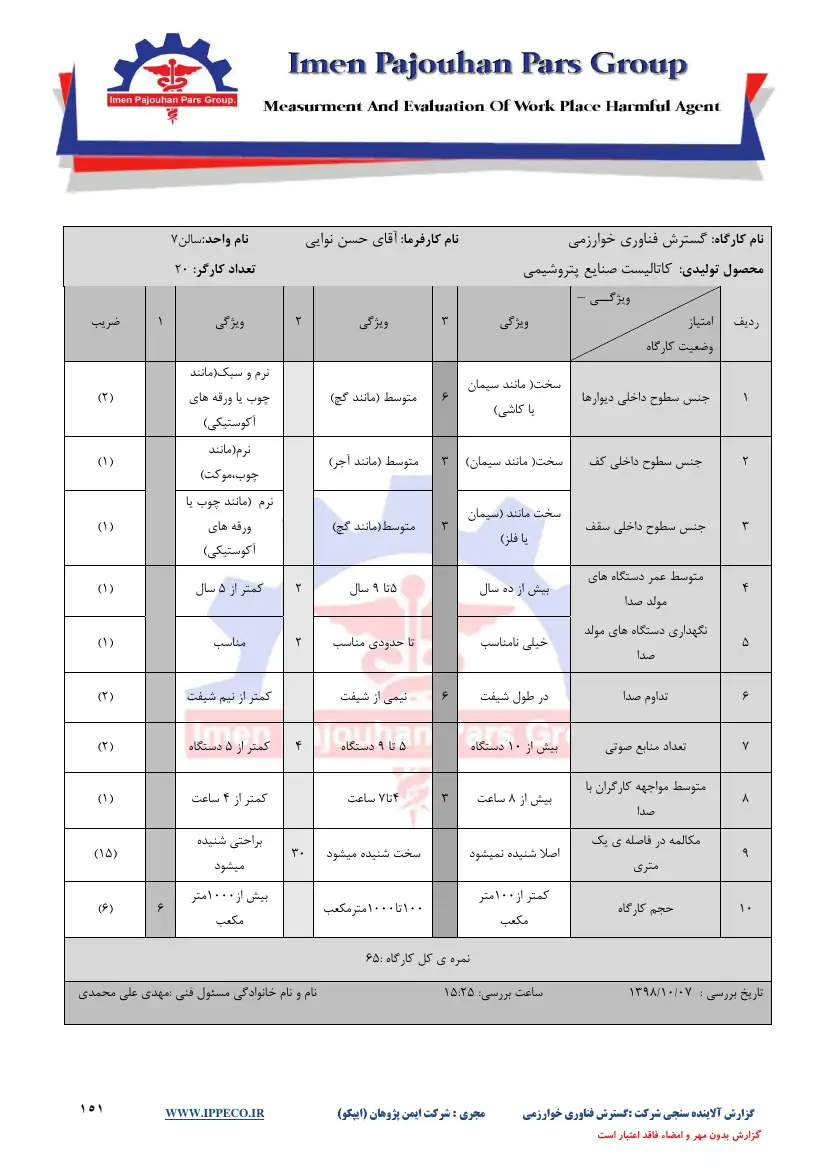 Imen Pajouhan Pars Group
Imen Pajouhan Pars Group.
Measurment And Evaluation Of Work Place Harmful Agent
نام کارگاه: گسترش فناوری خوارزمی نام کارفرما: آقای حسن نوایی نام واحد:سالن۷
محصول تولیدی: کاتالیست صنایع پتروشیمی تعداد کارگر: ۲۰
ردیف ویژگــی – امتیاز وضعیت کارگاه ویژگی ۳ ویژگی ۲ ویژگی ۱ ضریب
۱ جنس سطوح داخلی دیوارها سخت( مانند سیمان یا کاشی) ۶ متوسط (مانند گچ) نرم و سبک(مانند چوب یا ورقه های آکوستیکی) (۲)
۲ جنس سطوح داخلی کف سخت( مانند سیمان) ۳ متوسط (مانند آجر) نرم(مانند چوب،موکت) (۱)
۳ جنس سطوح داخلی سقف سخت مانند (سیمان یا فلز) ۳ متوسط(مانند گچ) نرم (مانند چوب یا ورقه های آکوستیکی) (۱)
۴ متوسط عمر دستگاه های مولد صدا بیش از ده سال ۵تا ۹ سال ۲ کمتر از ۵ سال (۱)
۵ نگهداری دستگاه های مولد صدا خیلی نامناسب تا حدودی مناسب ۲ مناسب (۱)
۶ تداوم صدا در طول شیفت ۶ نیمی از شیفت کمتر از نیم شیفت (۲)
۷ تعداد منابع صوتی بیش از ۱۰ دستگاه ۵ تا ۹ دستگاه ۴ کمتر از ۵ دستگاه (۲)
۸ متوسط مواجهه کارگران با صدا بیش از ۸ ساعت ۳ ۴تا۷ ساعت کمتر از ۴ ساعت (۱)
۹ مکالمه در فاصله ی یک متری اصلا شنیده نمیشود سخت شنیده میشود ۳۰ براحتی شنیده میشود (۱۵)
۱۰ حجم کارگاه کمتر از۱۰۰متر مکعب ۱۰۰تا۱۰۰۰مترمکعب بیش از۱۰۰۰متر مکعب ۶ (۶)
نمره ی کل کارگاه :۶۵
تاریخ بررسی : ۱۳۹۸/۱۰/۰۷ ساعت بررسی: ۱۵:۲۵ نام و نام خانوادگی مسئول فنی :مهدی علی محمدی
Imen Pajouhan Pars Gro
گزارش آلاینده سنجی شرکت :گسترش فناوری خوارزمی مجری : شرکت ایمن پژوهان (ایپکو) WWW.IPPECO.IR ۱۵۱
گزارش بدون مهر و امضاء فاقد اعتبار است